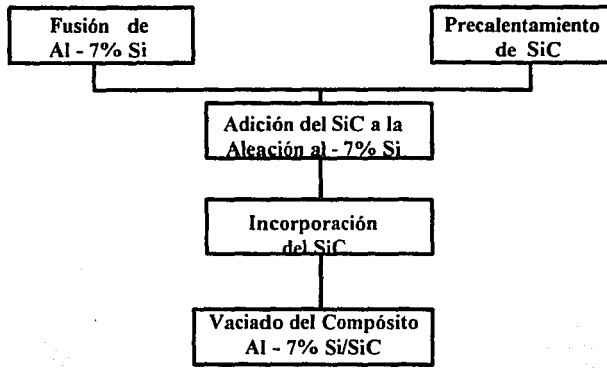 Fusión de
Al - 7% Si
Precalentamiento
de SiC
Adición del SiC a la
Aleación al - 7% Si
Incorporación
del SiC
Vaciado del Compósito
Al - 7% Si/SiC